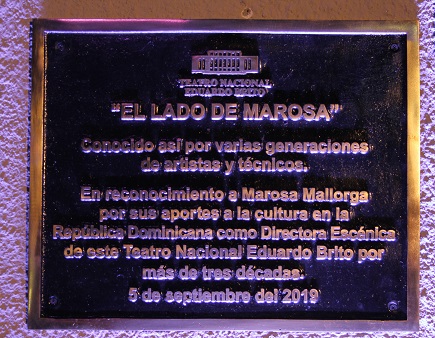 TEATRO NACIONAL
EDUARDO BRITO
"EL LADO DE MAROSA"
Conocido así por varias generaciones
de artistas y técnicos.
En reconocimiento a Marosa Mallorga
por sus aportes a la cultura en la
República Dominicana como Directora Escénica
de este Teatro Nacional Eduardo Brito por
más de tres décadas.
5 de septiembre del 2019